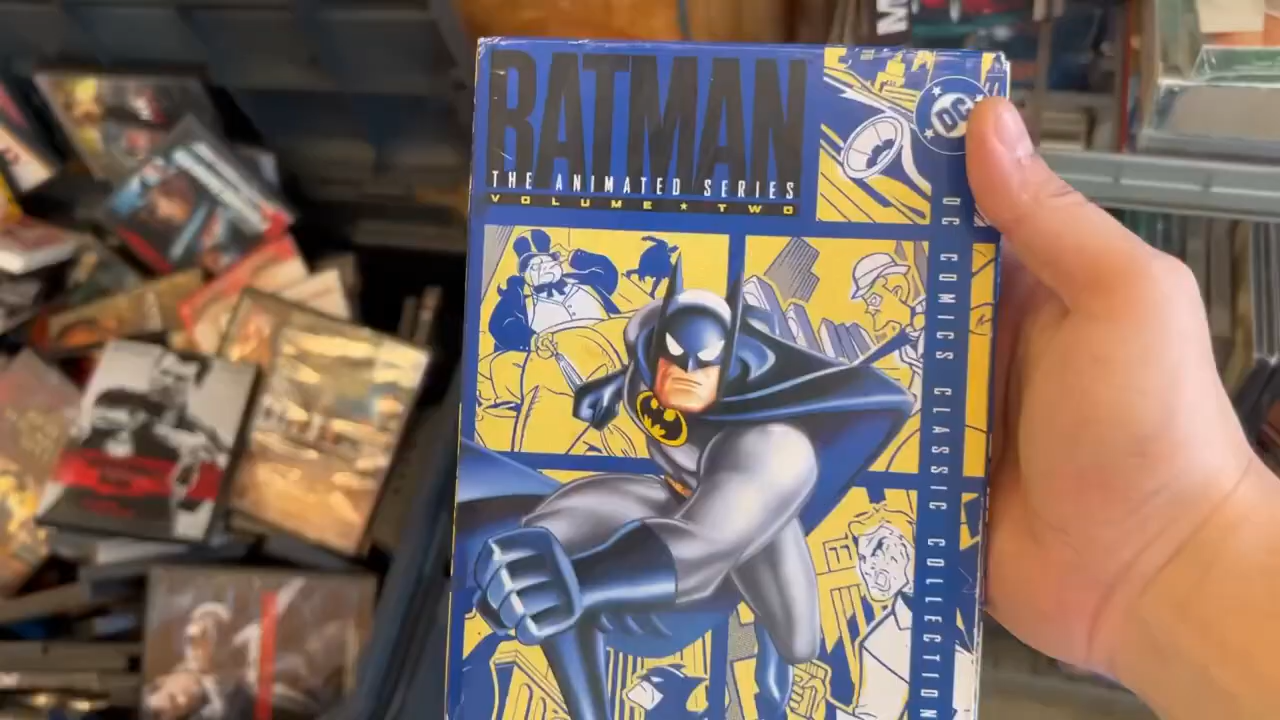 BATMAN
THE ANIMATED SERIES
VOLUME ★ TWO
DC
DC COMICS CLASSIC COLLECTION
M